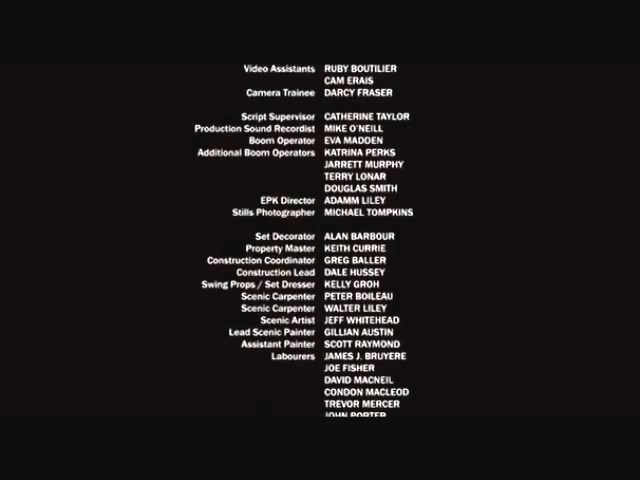 Video Assistants RUBY BOUTILIER
CAM ERAIS
Camera Trainee DARCY FRASER
Script Supervisor CATHERINE TAYLOR
Production Sound Recordist MIKE O'NEILL
Boom Operator EVA MADDEN
Additional Boom Operators KATRINA PERKS
JARRETT MURPHY
TERRY LONAR
DOUGLAS SMITH
EPK Director ADAMM LILEY
Stills Photographer MICHAEL TOMPKINS
Set Decorator ALAN BARBOUR
Property Master KEITH CURRIE
Construction Coordinator GREG BALLER
Construction Lead DALE HUSSEY
Swing Props / Set Dresser KELLY GROH
Scenic Carpenter PETER BOILEAU
Scenic Carpenter WALTER LILEY
Scenic Artist JEFF WHITEHEAD
Lead Scenic Painter GILLIAN AUSTIN
Assistant Painter SCOTT RAYMOND
Labourers JAMES J. BRUYERE
JOE FISHER
DAVID MACNEIL
CONDON MACLEOD
TREVOR MERCER
JOHN PORTER